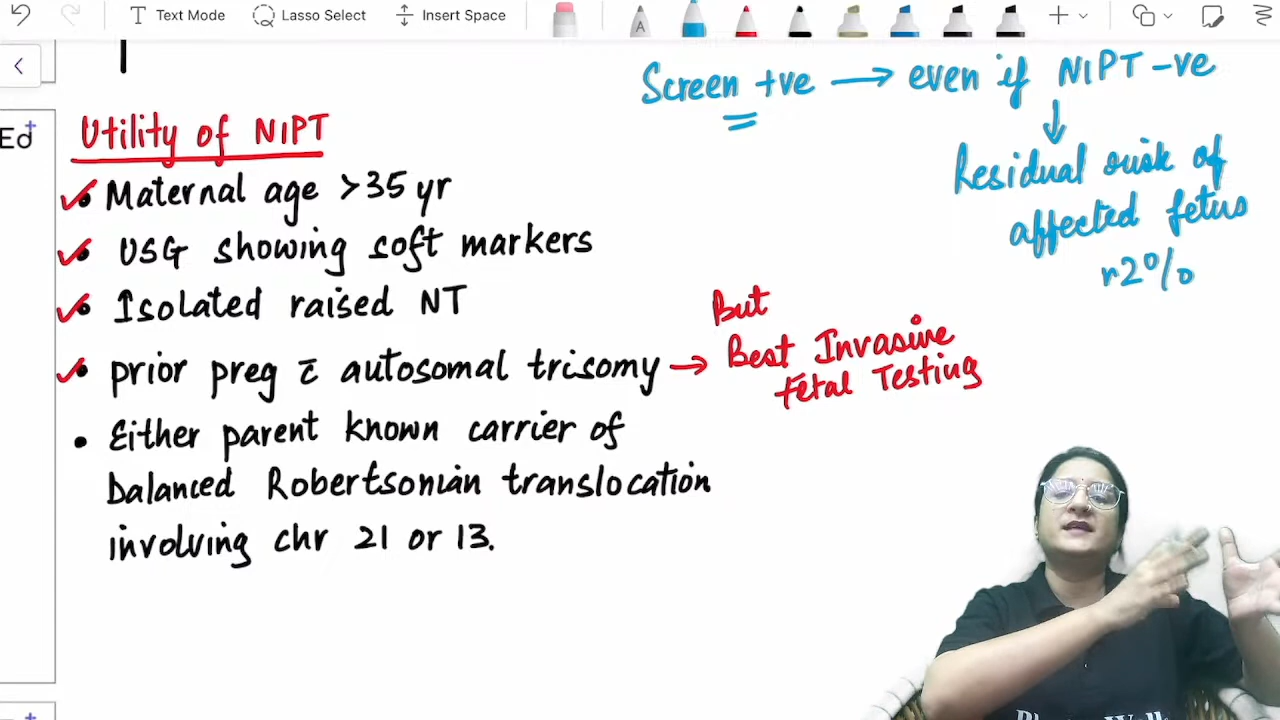 Text Mode Lasso Select Insert Space
A
Ed
Screen +ve → even if NIPT -ve
↓
Residual risk of
affected fetus
~2%
Utility of NIPT
• Maternal age >35 yr
• USG showing soft markers
• Isolated raised NT
• prior preg c̄ autosomal trisomy → But
Best Invasive
fetal Testing
• Either parent known carrier of
balanced Robertsonian translocation
involving chr 21 or 13.